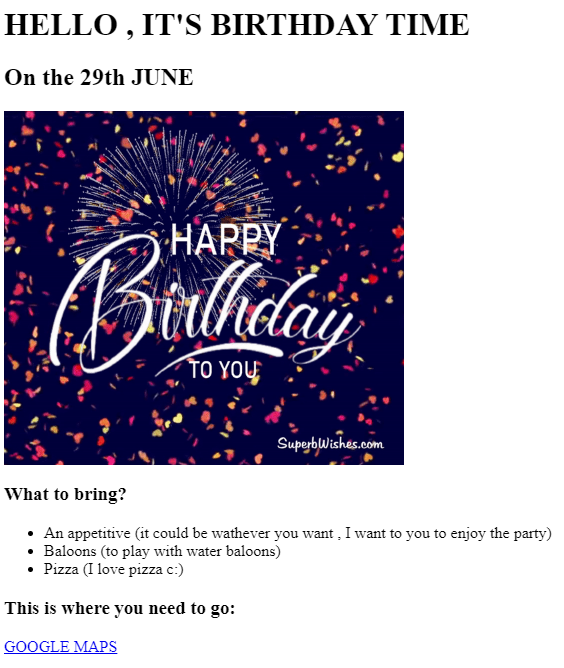 HELLO , IT'S BIRTHDAY TIME
On the 29th JUNE
HAPPY
Birthday
TO YOU
SuperbWishes.com
What to bring?
An appetitive (it could be wathever you want , I want to you to enjoy the party)
Baloons (to play with water baloons)
Pizza (I love pizza c:)
This is where you need to go:
GOOGLE MAPS